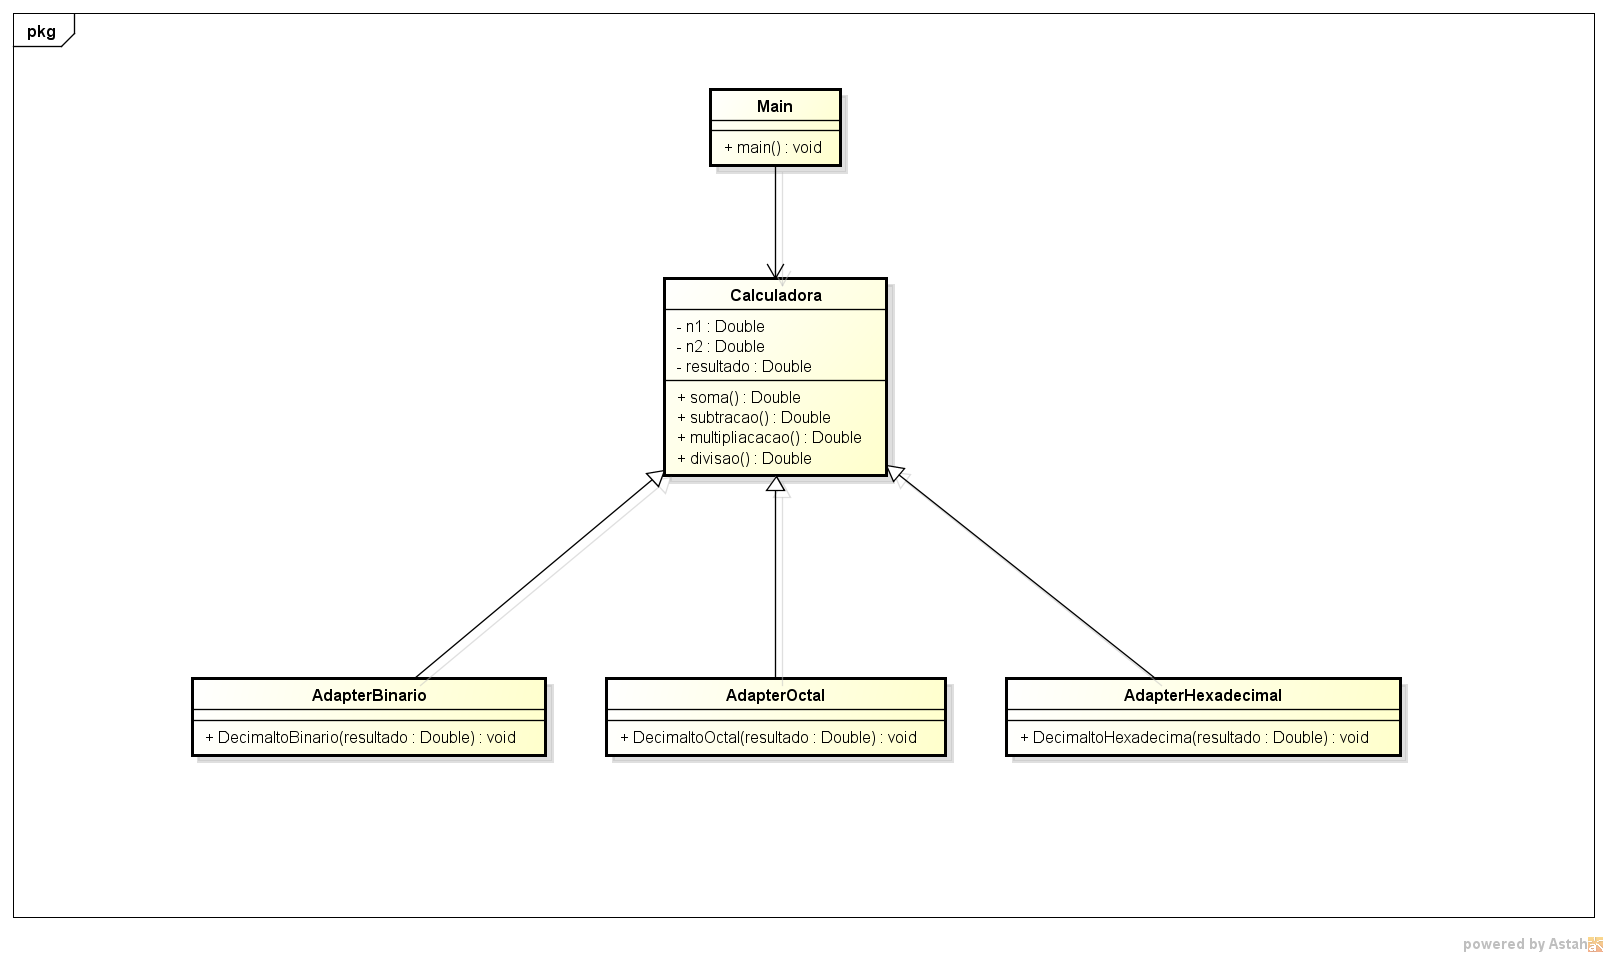 pkg
Main
+ main() : void
Calculadora
- n1 : Double
- n2 : Double
- resultado : Double
+ soma() : Double
+ subtracao() : Double
+ multipliacacao() : Double
+ divisao() : Double
AdapterBinario
+ DecimaltoBinario(resultado : Double) : void
AdapterOctal
+ DecimaltoOctal(resultado : Double) : void
AdapterHexadecimal
+ DecimaltoHexadecima(resultado : Double) : void
powered by Astah